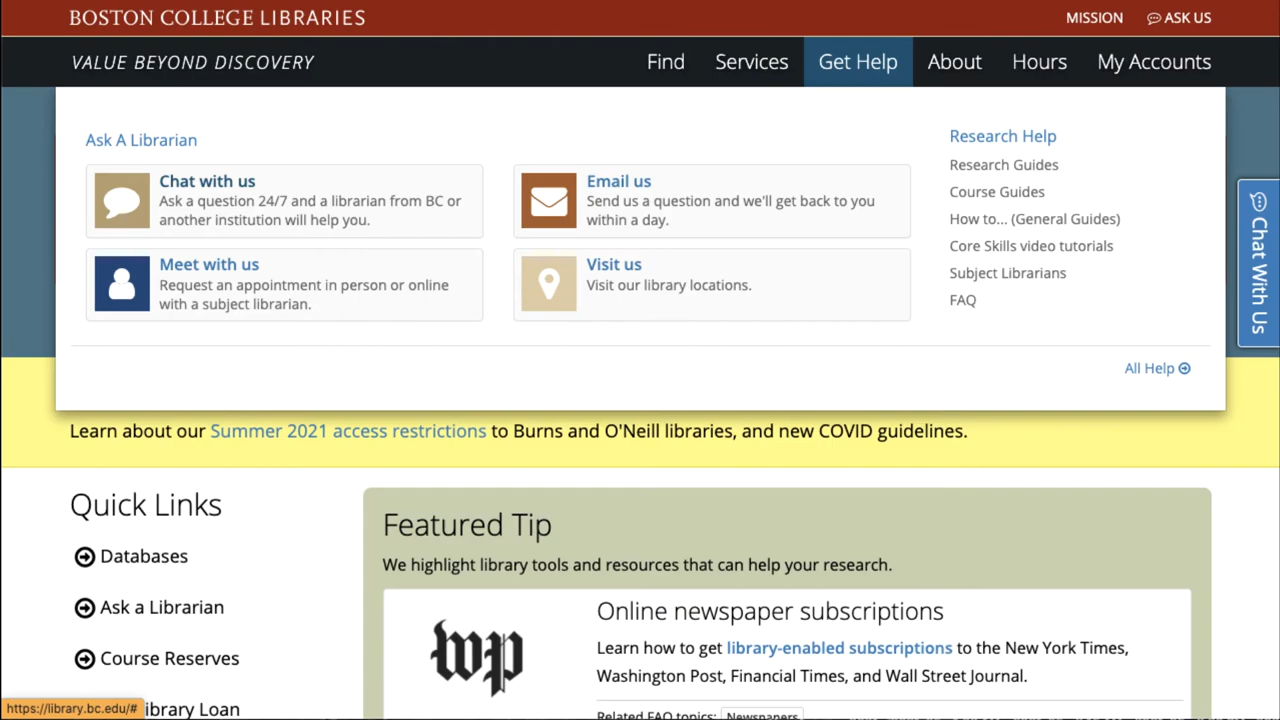 BOSTON COLLEGE LIBRARIES
MISSION
ASK US
VALUE BEYOND DISCOVERY
Find
Services
Get Help
About
Hours
My Accounts
Ask A Librarian
Chat with us
Ask a question 24/7 and a librarian from BC or
another institution will help you.
Email us
Send us a question and we'll get back to you
within a day.
Meet with us
Request an appointment in person or online
with a subject librarian.
Visit us
Visit our library locations.
Research Help
Research Guides
Course Guides
How to... (General Guides)
Core Skills video tutorials
Subject Librarians
FAQ
All Help
Chat With Us
Learn about our Summer 2021 access restrictions to Burns and O'Neill libraries, and new COVID guidelines.
Quick Links
Databases
Ask a Librarian
Course Reserves
ibrary Loan
Featured Tip
We highlight library tools and resources that can help your research.
wp
Online newspaper subscriptions
Learn how to get library-enabled subscriptions to the New York Times,
Washington Post, Financial Times, and Wall Street Journal.
Related FAQ topics: Newspapers
https://library.bc.edu/#